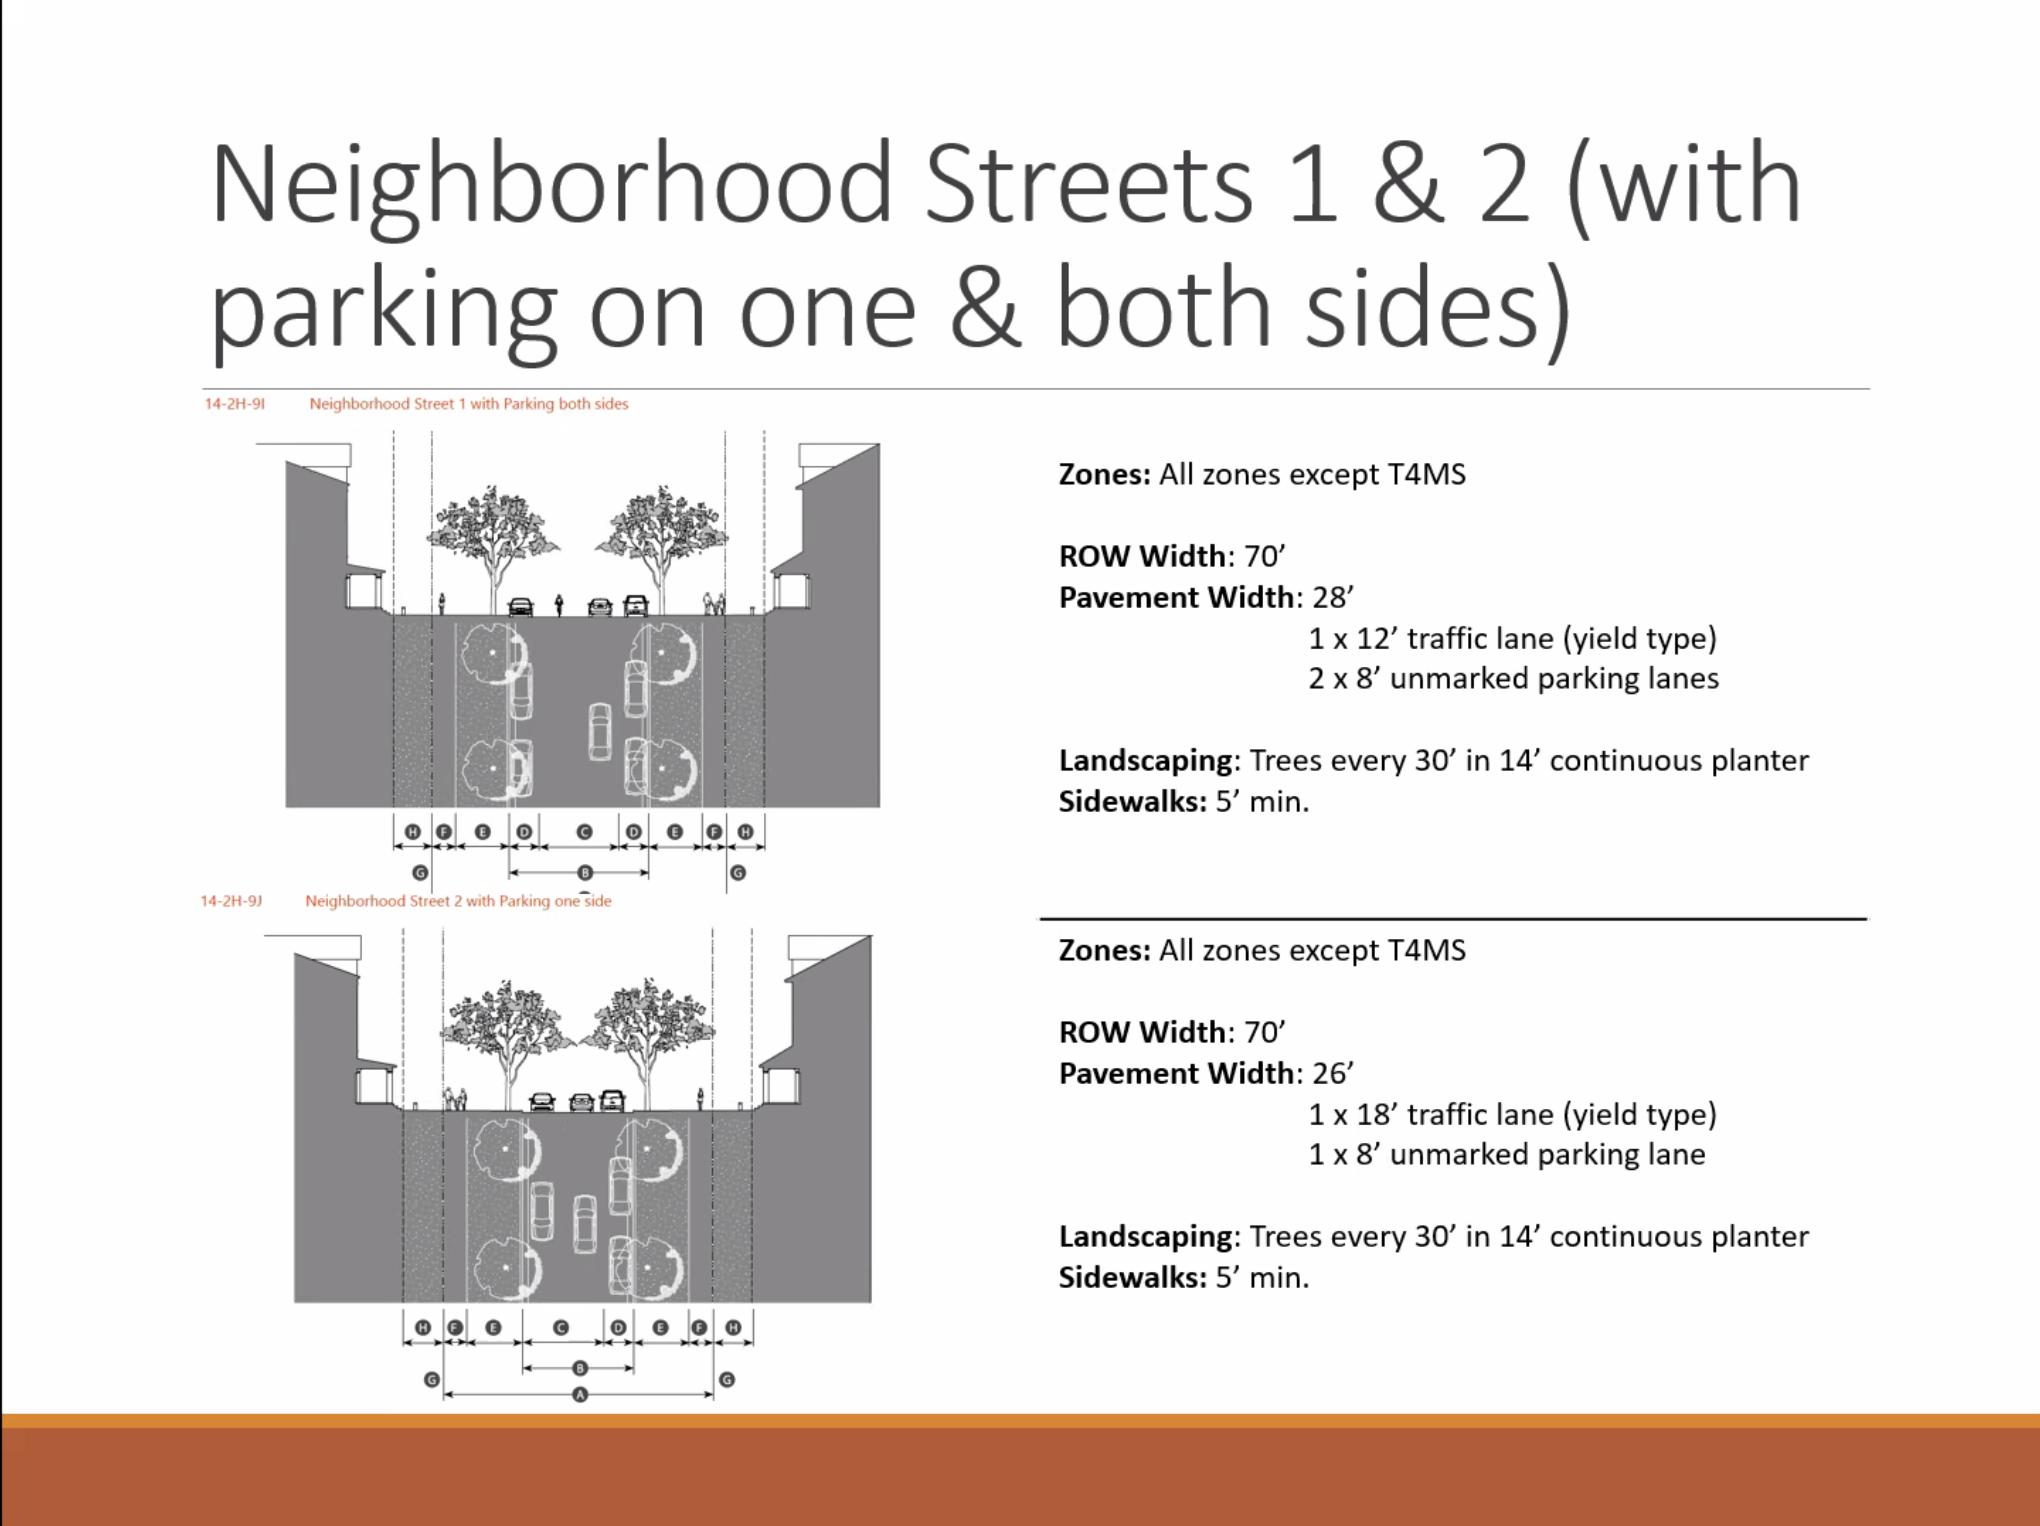 Neighborhood Streets 1 & 2 (with
parking on one & both sides)
14-2H-9I Neighborhood Street 1 with Parking both sides
H F E D C D E F H
G B G
14-2H-9J Neighborhood Street 2 with Parking one side
H F E C D E F H
B
G G
A
Zones: All zones except T4MS
ROW Width: 70’
Pavement Width: 28’
1 x 12’ traffic lane (yield type)
2 x 8’ unmarked parking lanes
Landscaping: Trees every 30’ in 14’ continuous planter
Sidewalks: 5’ min.
Zones: All zones except T4MS
ROW Width: 70’
Pavement Width: 26’
1 x 18’ traffic lane (yield type)
1 x 8’ unmarked parking lane
Landscaping: Trees every 30’ in 14’ continuous planter
Sidewalks: 5’ min.